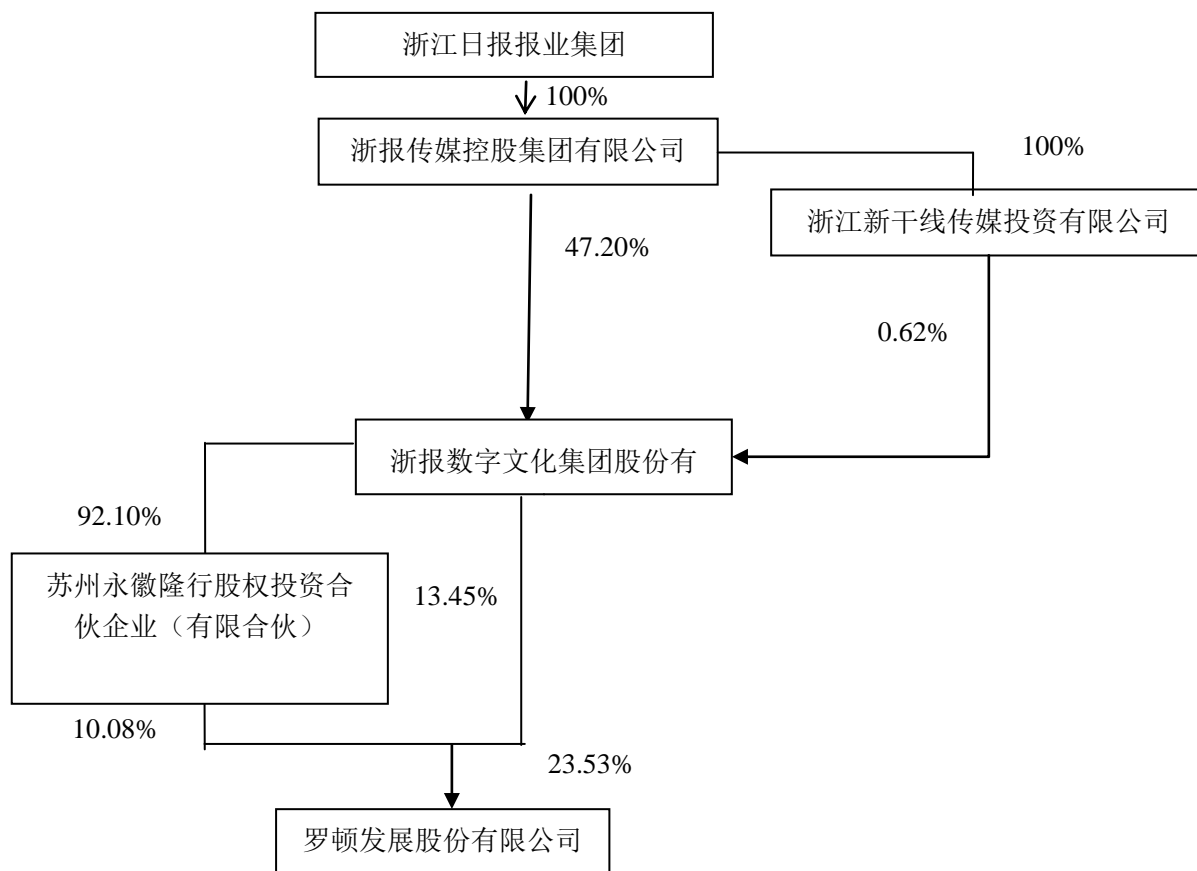 浙江日报报业集团
100%
浙报传媒控股集团有限公司
100%
浙江新干线传媒投资有限公司
47.20%
0.62%
浙报数字文化集团股份有
92.10%
苏州永徽隆行股权投资合
伙企业（有限合伙）
13.45%
10.08%
23.53%
罗顿发展股份有限公司